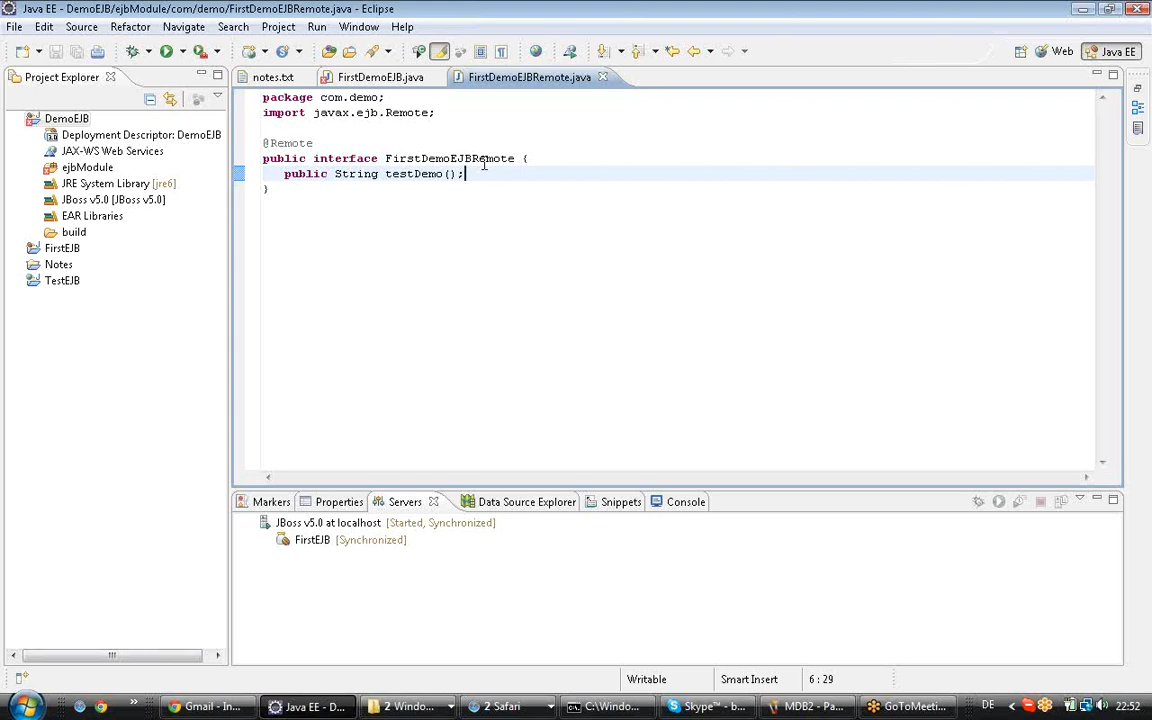 Java EE - DemoEJB/ejbModule/com/demo/FirstDemoEJBRemote.java - Eclipse
File Edit Source Refactor Navigate Search Project Run Window Help
Web Java EE
Project Explorer
notes.txt FirstDemoEJB.java FirstDemoEJBRemote.java
DemoEJB
Deployment Descriptor: DemoEJB
JAX-WS Web Services
ejbModule
JRE System Library [jre6]
JBoss v5.0 [JBoss v5.0]
EAR Libraries
build
FirstEJB
Notes
TestEJB
package com.demo;
import javax.ejb.Remote;
@Remote
public interface FirstDemoEJBRemote {
public String testDemo();
}
Markers Properties Servers Data Source Explorer Snippets Console
JBoss v5.0 at localhost [Started, Synchronized]
FirstEJB [Synchronized]
Writable Smart Insert 6 : 29
Gmail - In... Java EE - D... 2 Windo... 2 Safari C:\Windo... Skype™ - b... MDB2 - Pa... GoToMeeti... DE 22:52